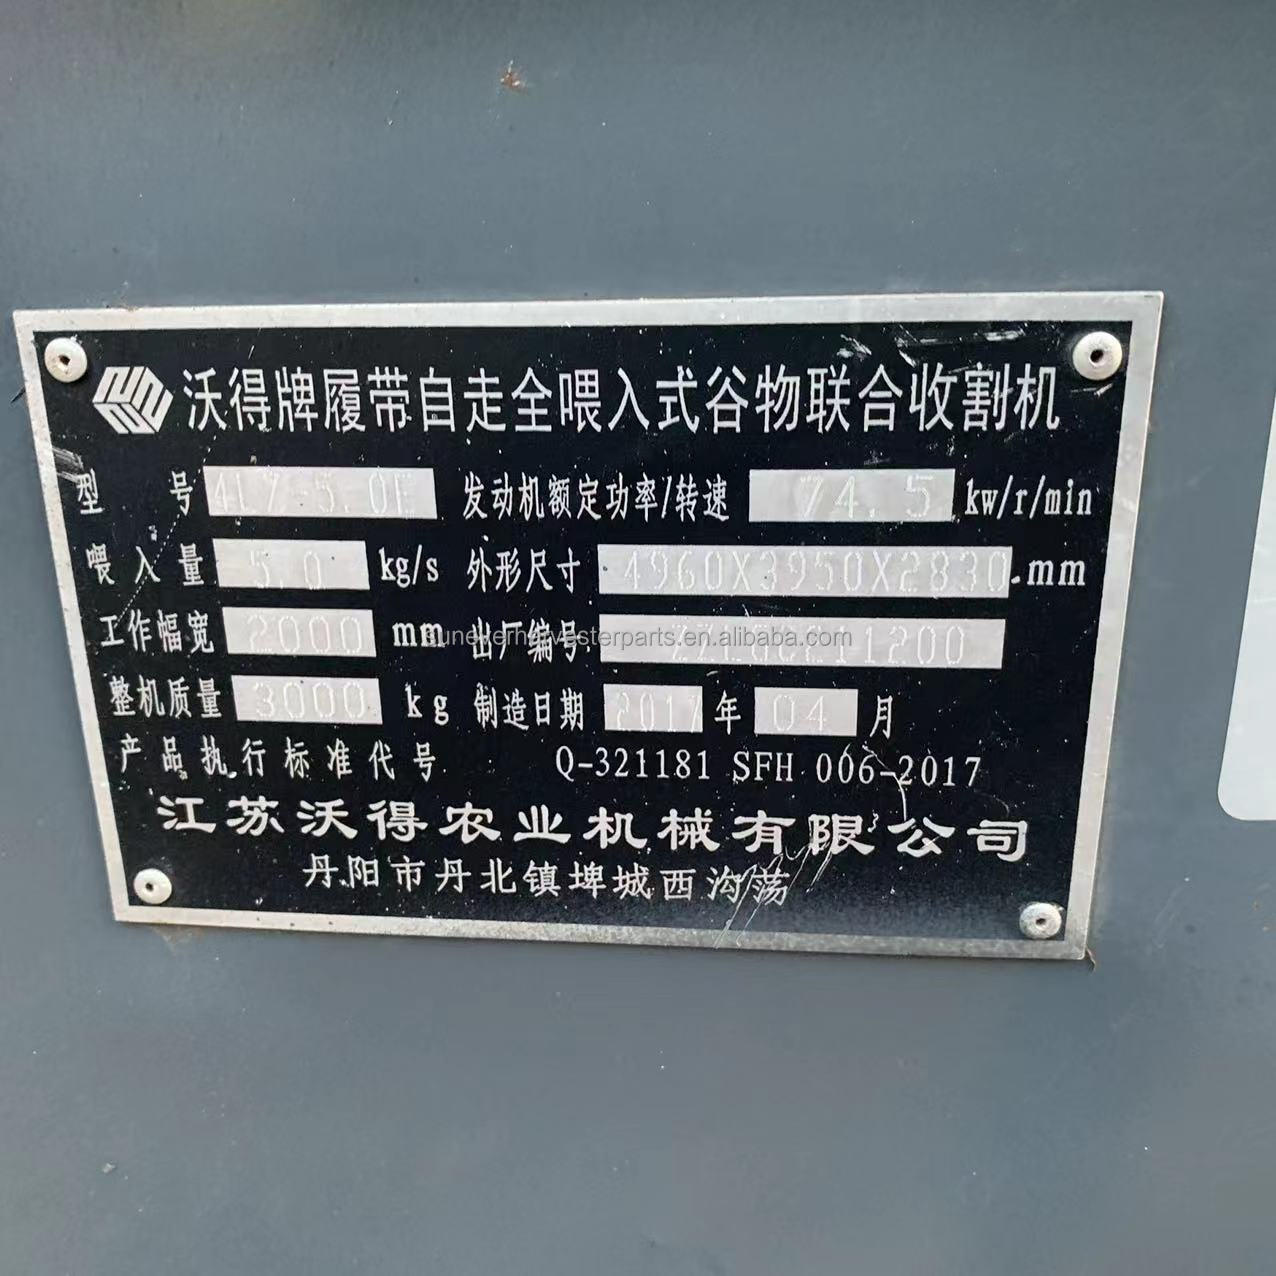 沃得牌履带自走全喂入式谷物联合收割机
型 号 4LZ-5.0E 发动机额定功率/转速 74.5 kw/r/min
喂入量 5.0 kg/s 外形尺寸 4960X3950X2830 mm
工作幅宽 2000 mm 出厂编号
整机质量 3000 kg 制造日期 2017 年 04 月
产品执行标准代号 Q-321181 SFH 006-2017
江苏沃得农业机械有限公司
丹阳市丹北镇埤城西沟荡
suneverharvesterparts.en.alibaba.com